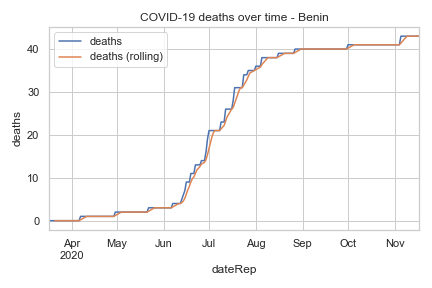 COVID-19 deaths over time - Benin
deaths
deaths (rolling)
40
30
20
10
0
deaths
Apr May Jun Jul Aug Sep Oct Nov
2020
dateRep